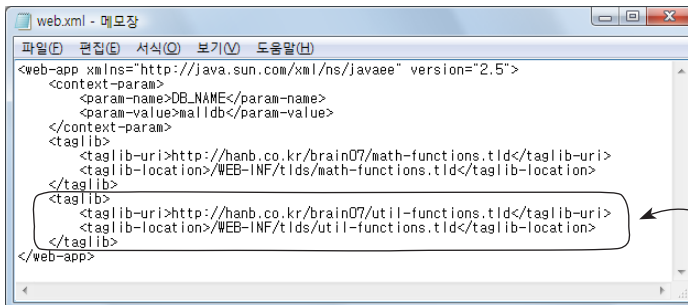 web.xml - 메모장
파일(F) 편집(E) 서식(O) 보기(V) 도움말(H)
<web-app xmlns="http://java.sun.com/xml/ns/javaee" version="2.5">
    <context-param>
        <param-name>DB_NAME</param-name>
        <param-value>malldb</param-value>
    </context-param>
    <taglib>
        <taglib-uri>http://hanb.co.kr/brain07/math-functions.tld</taglib-uri>
        <taglib-location>/WEB-INF/tlds/math-functions.tld</taglib-location>
    </taglib>
    <taglib>
        <taglib-uri>http://hanb.co.kr/brain07/util-functions.tld</taglib-uri>
        <taglib-location>/WEB-INF/tlds/util-functions.tld</taglib-location>
    </taglib>
</web-app>